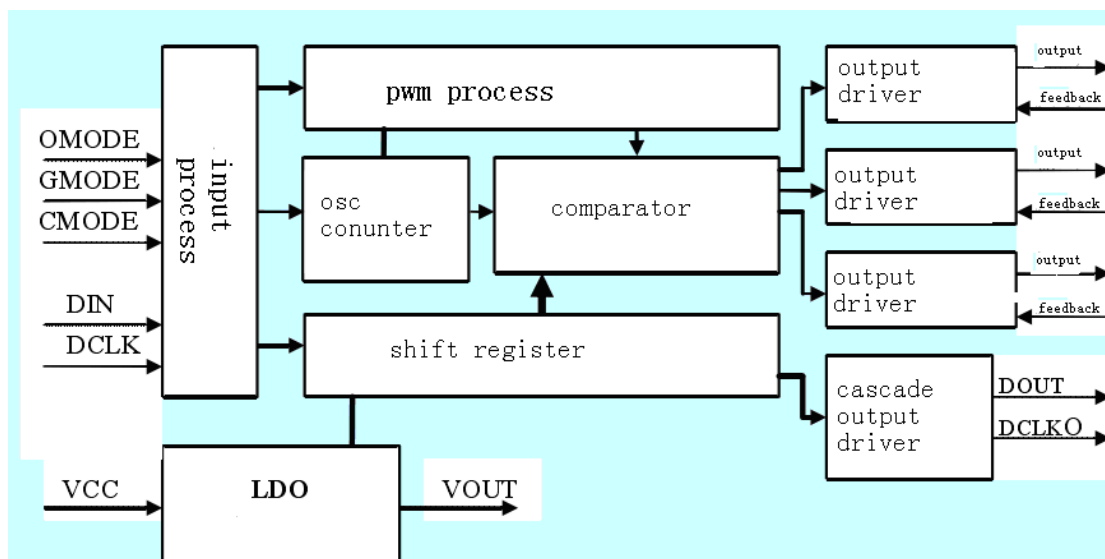 OMODE
GMODE
CMODE
DIN
DCLK
VCC
input
process
pwm process
osc
conunter
comparator
shift register
LDO
VOUT
output
driver
output
feedback
output
driver
output
feedback
output
driver
output
feedback
cascade
output
driver
DOUT
DCLKO